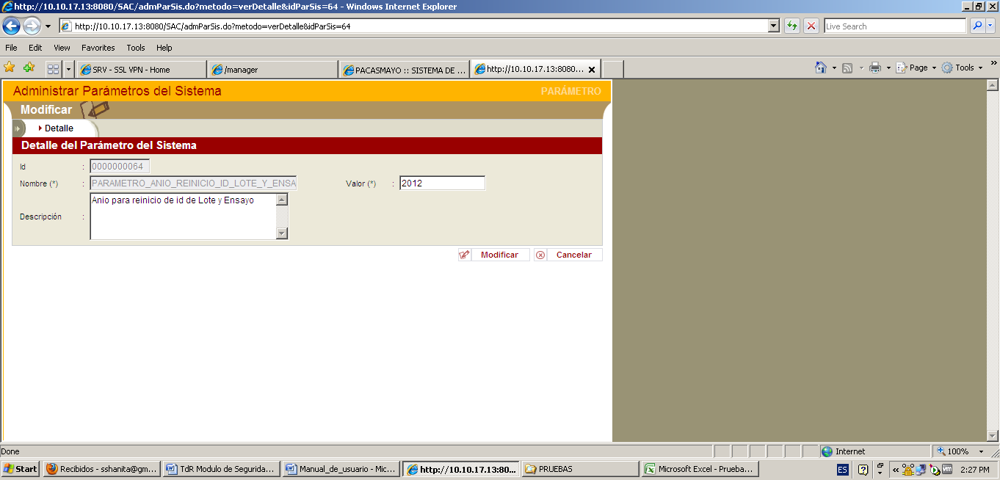 http://10.10.17.13:8080/SAC/admParSis.do?metodo=verDetalle&idParSis=64 - Windows Internet Explorer
http://10.10.17.13:8080/SAC/admParSis.do?metodo=verDetalle&idParSis=64
Live Search
File Edit View Favorites Tools Help
SRV - SSL VPN - Home
/manager
PACASMAYO :: SISTEMA DE ...
http://10.10.17.13:8080...
Page
Tools
Administrar Parámetros del Sistema
PARÁMETRO
Modificar
Detalle
Detalle del Parámetro del Sistema
Id : 0000000064
Nombre (*) : PARAMETRO_ANIO_REINICIO_ID_LOTE_Y_ENSA
Valor (*) : 2012
Descripción : Anio para reinicio de id de Lote y Ensayo
Modificar
Cancelar
Done
Internet
100%
Start
Recibidos - sshanita@gm...
TdR Modulo de Segurida...
Manual_de_usuario - Mic...
http://10.10.17.13:80...
PRUEBAS
Microsoft Excel - Prueba...
ES
2:27 PM